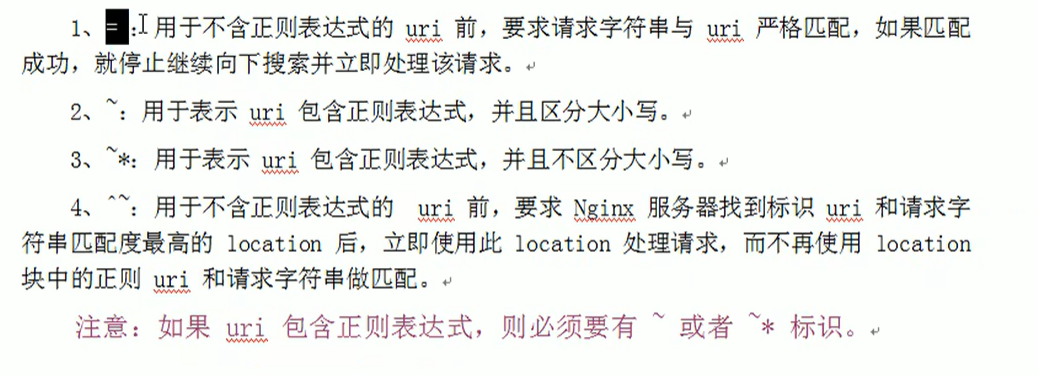 1、= ：用于不含正则表达式的 uri 前，要求请求字符串与 uri 严格匹配，如果匹配
成功，就停止继续向下搜索并立即处理该请求。
2、~：用于表示 uri 包含正则表达式，并且区分大小写。
3、~*：用于表示 uri 包含正则表达式，并且不区分大小写。
4、^~：用于不含正则表达式的 uri 前，要求 Nginx 服务器找到标识 uri 和请求字
符串匹配度最高的 location 后，立即使用此 location 处理请求，而不再使用 location
块中的正则 uri 和请求字符串做匹配。
注意：如果 uri 包含正则表达式，则必须要有 ~ 或者 ~* 标识。